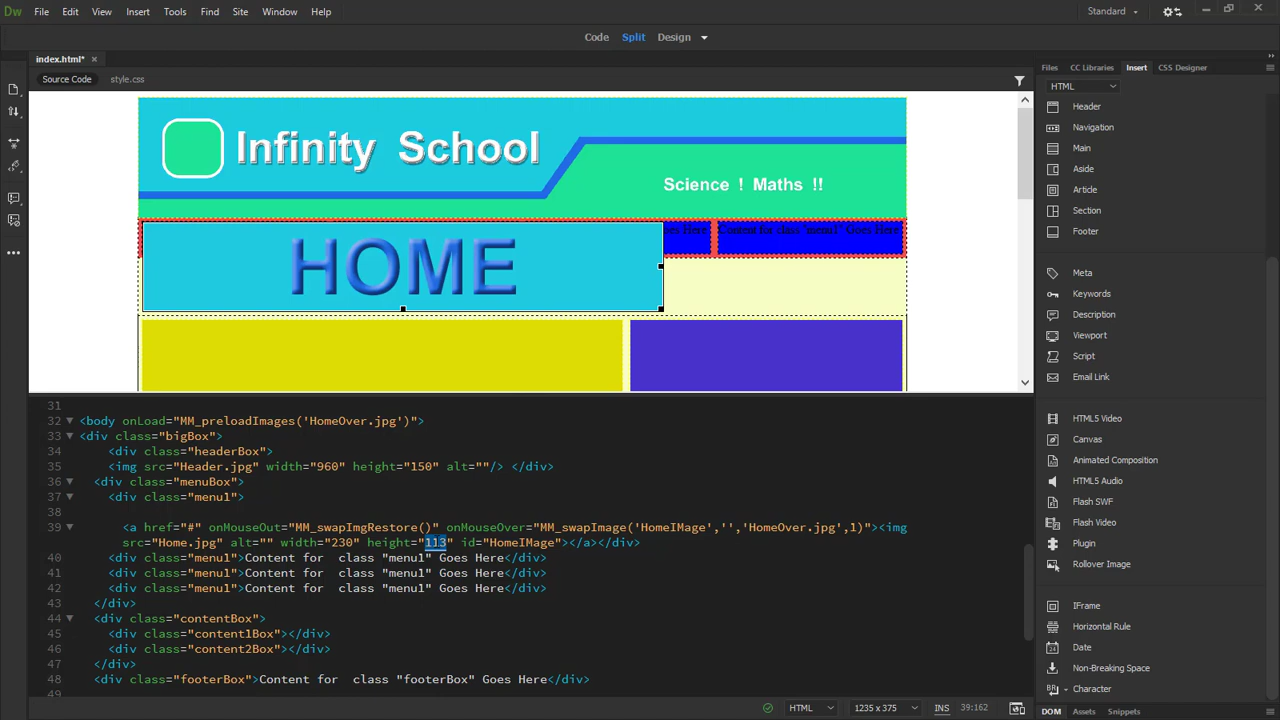 Dw File Edit View Insert Tools Find Site Window Help Standard
Code Split Design
index.html*
Source Code style.css
Files CC Libraries Insert CSS Designer
HTML
Header
Navigation
Main
Aside
Article
Section
Footer
Meta
Keywords
Description
Viewport
Script
Email Link
HTML5 Video
Canvas
Animated Composition
HTML5 Audio
Flash SWF
Flash Video
Plugin
Rollover Image
IFrame
Horizontal Rule
Date
Non-Breaking Space
BR Character
Infinity School
Science ! Maths !!
HOME
oes Here Content for class "menu1" Goes Here
31
32 <body onLoad="MM_preloadImages('HomeOver.jpg')">
33 <div class="bigBox">
34 <div class="headerBox">
35 <img src="Header.jpg" width="960" height="150" alt=""/> </div>
36 <div class="menuBox">
37 <div class="menu1">
39 <a href="#" onMouseOut="MM_swapImgRestore()" onMouseOver="MM_swapImage('HomeIMage','','HomeOver.jpg',1)"><img
src="Home.jpg" alt="" width="230" height="113" id="HomeIMage"></a></div>
40 <div class="menu1">Content for class "menu1" Goes Here</div>
41 <div class="menu1">Content for class "menu1" Goes Here</div>
42 <div class="menu1">Content for class "menu1" Goes Here</div>
43 </div>
44 <div class="contentBox">
45 <div class="content1Box"></div>
46 <div class="content2Box"></div>
47 </div>
48 <div class="footerBox">Content for class "footerBox" Goes Here</div>
49
HTML 1235 x 375 INS 39:162
DOM Assets Snippets